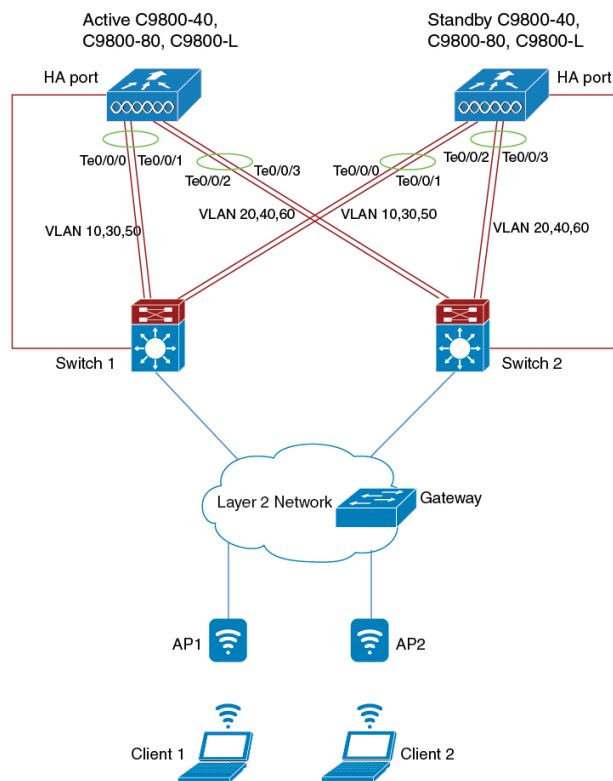 Active C9800-40,
C9800-80, C9800-L
Standby C9800-40,
C9800-80, C9800-L
HA port
HA port
Te0/0/0
Te0/0/1
Te0/0/2
Te0/0/3
Te0/0/0
Te0/0/1
Te0/0/2
Te0/0/3
VLAN 10,30,50
VLAN 20,40,60
VLAN 10,30,50
VLAN 20,40,60
Switch 1
Switch 2
Layer 2 Network
Gateway
AP1
AP2
Client 1
Client 2